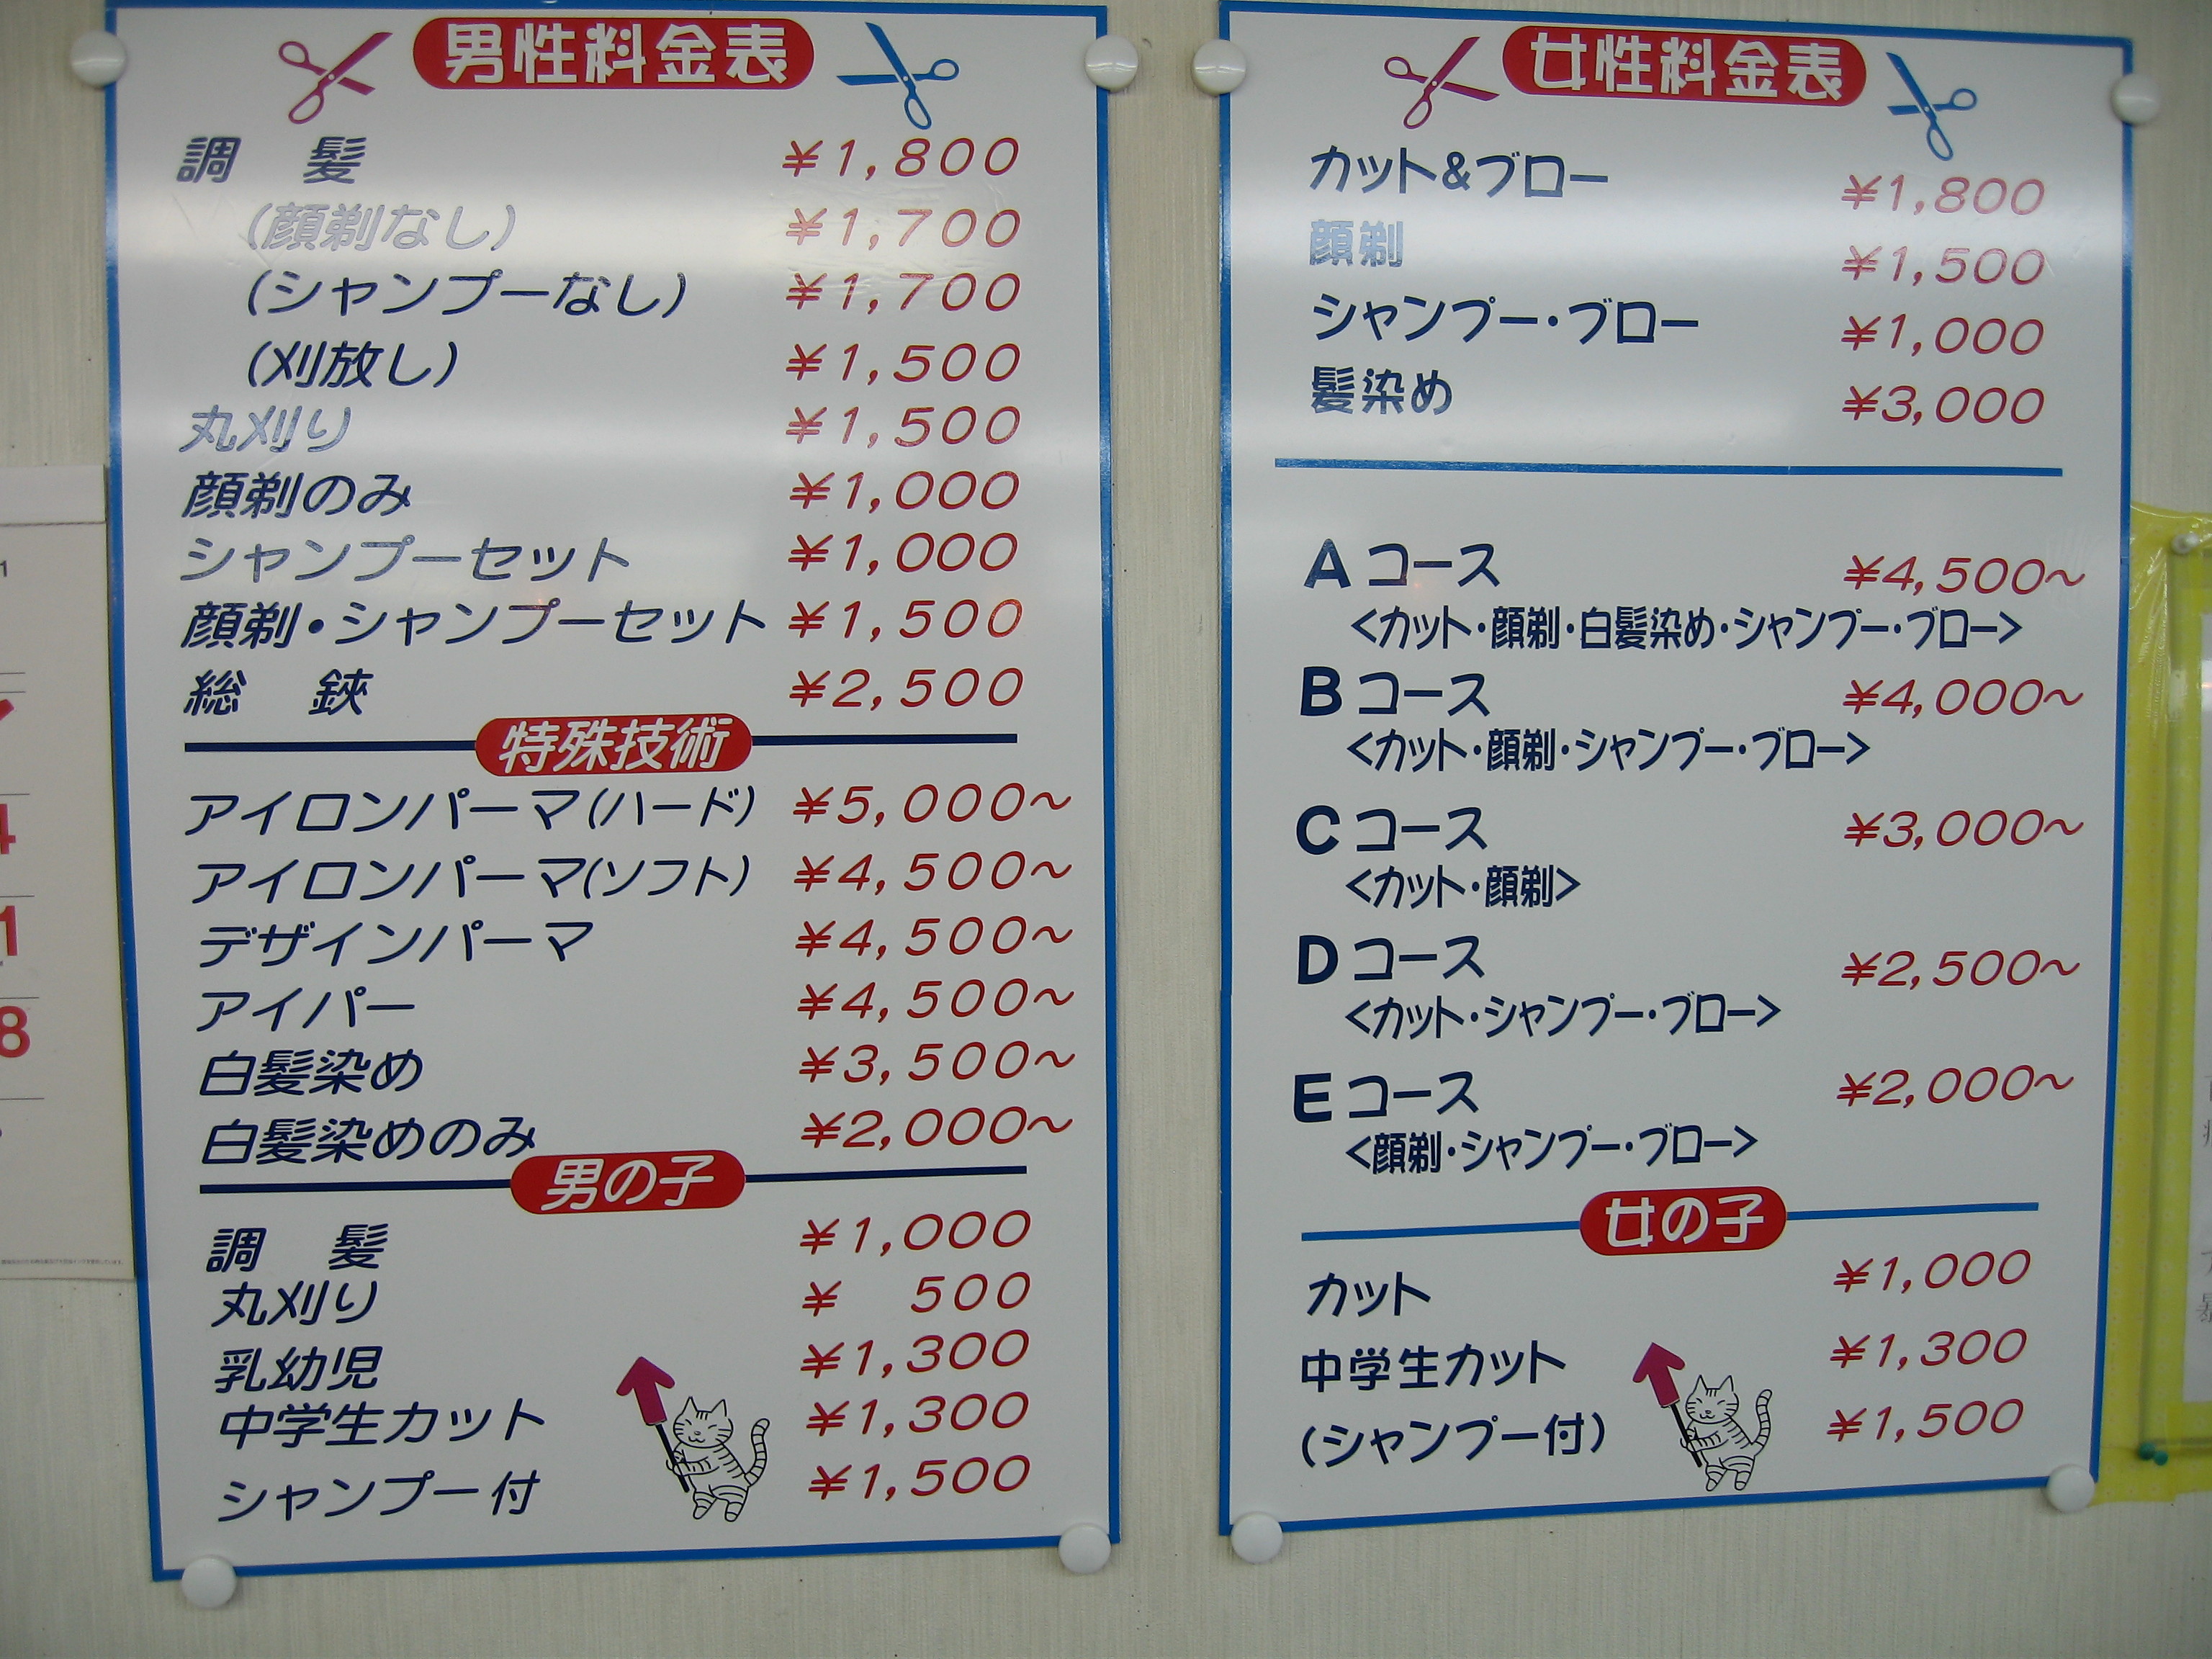 男性料金表
調 髪 ¥1,800
(顔剃なし) ¥1,700
(シャンプーなし) ¥1,700
(刈放し) ¥1,500
丸刈り ¥1,500
顔剃のみ ¥1,000
シャンプーセット ¥1,000
顔剃・シャンプーセット ¥1,500
総 鋏 ¥2,500
特殊技術
アイロンパーマ(ハード) ¥5,000～
アイロンパーマ(ソフト) ¥4,500～
デザインパーマ ¥4,500～
アイパー ¥4,500～
白髪染め ¥3,500～
白髪染めのみ ¥2,000～
男の子
調 髪 ¥1,000
丸刈り ¥ 500
乳幼児 ¥1,300
中学生カット ¥1,300
シャンプー付 ¥1,500
女性料金表
カット&ブロー ¥1,800
顔剃 ¥1,500
シャンプー・ブロー ¥1,000
髪染め ¥3,000
A コース ¥4,500～
<カット・顔剃・白髪染め・シャンプー・ブロー>
B コース ¥4,000～
<カット・顔剃・シャンプー・ブロー>
C コース ¥3,000～
<カット・顔剃>
D コース ¥2,500～
<カット・シャンプー・ブロー>
E コース ¥2,000～
<顔剃・シャンプー・ブロー>
女の子
カット ¥1,000
中学生カット ¥1,300
(シャンプー付) ¥1,500